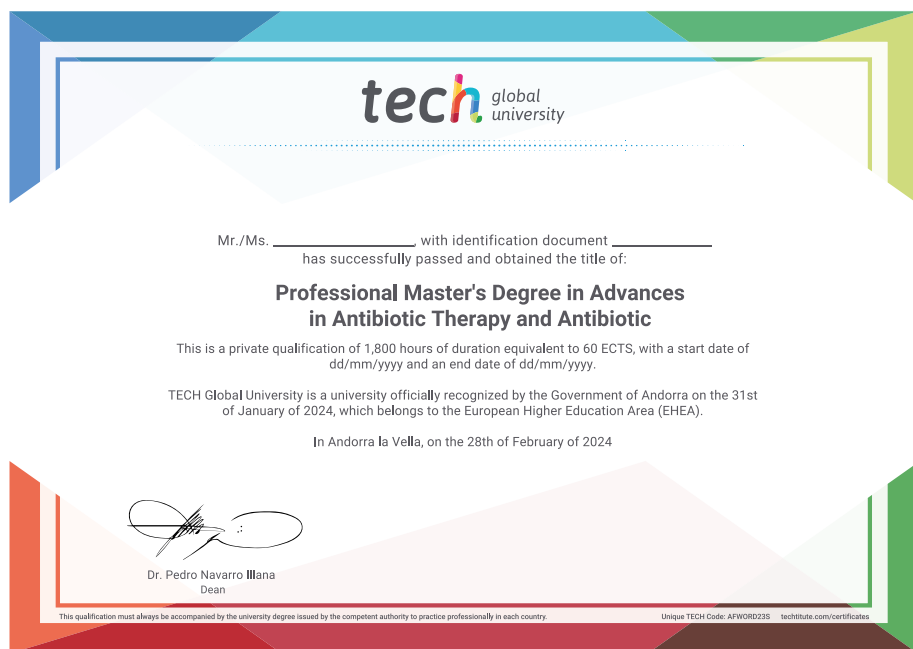 tech global university
Mr./Ms. ____________, with identification document ____________
has successfully passed and obtained the title of:
Professional Master's Degree in Advances
in Antibiotic Therapy and Antibiotic
This is a private qualification of 1,800 hours of duration equivalent to 60 ECTS, with a start date of
dd/mm/yyyy and an end date of dd/mm/yyyy.
TECH Global University is a university officially recognized by the Government of Andorra on the 31st
of January of 2024, which belongs to the European Higher Education Area (EHEA).
In Andorra la Vella, on the 28th of February of 2024
Dr. Pedro Navarro Illana
Dean
This qualification must always be accompanied by the university degree issued by the competent authority to practice professionally in each country.
Unique TECH Code: AFWORD23S techtitute.com/certificates